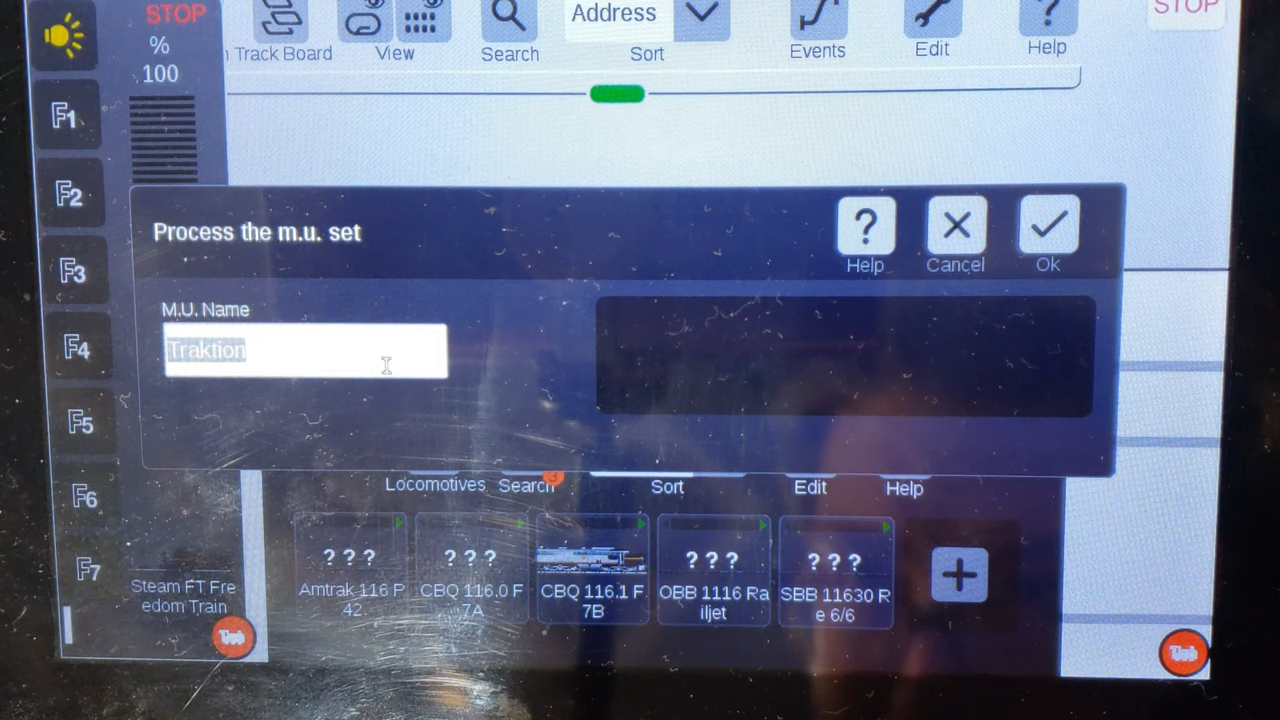 STOP
%
100
F1
F2
F3
F4
F5
F6
F7
Steam FT Fre
edom Train
Track Board
View
Search
Address
Sort
Events
Edit
?
Help
STOP
Process the m.u. set
?
Help
Cancel
Ok
M.U. Name
Traktion
Locomotives
Search
3
Sort
Edit
Help
? ? ?
Amtrak 116 P
42
? ? ?
CBQ 116.0 F
7A
CBQ 116.1 F
7B
? ? ?
OBB 1116 Ra
iljet
? ? ?
SBB 11630 R
e 6/6
+